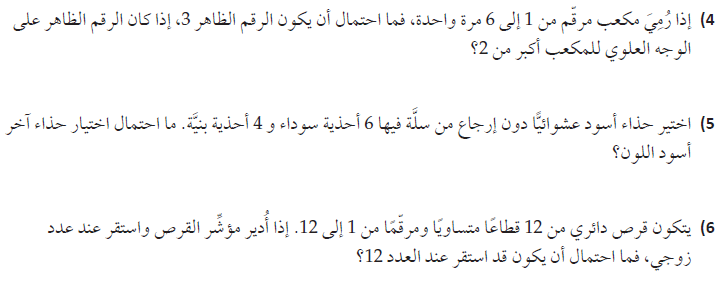 4) إذا رُمِيَ مكعب مرقّم من 1 إلى 6 مرة واحدة، فما احتمال أن يكون الرقم الظاهر 3، إذا كان الرقم الظاهر على
الوجه العلوي للمكعب أكبر من 2؟
5) اختير حذاء أسود عشوائيًّا دون إرجاع من سلَّة فيها 6 أحذية سوداء و 4 أحذية بنيَّة. ما احتمال اختيار حذاء آخر
أسود اللون؟
6) يتكون قرص دائري من 12 قطاعًا متساويًا ومرقّمًا من 1 إلى 12. إذا أُدير مؤشِّر القرص واستقر عند عدد
زوجي، فما احتمال أن يكون قد استقر عند العدد 12؟